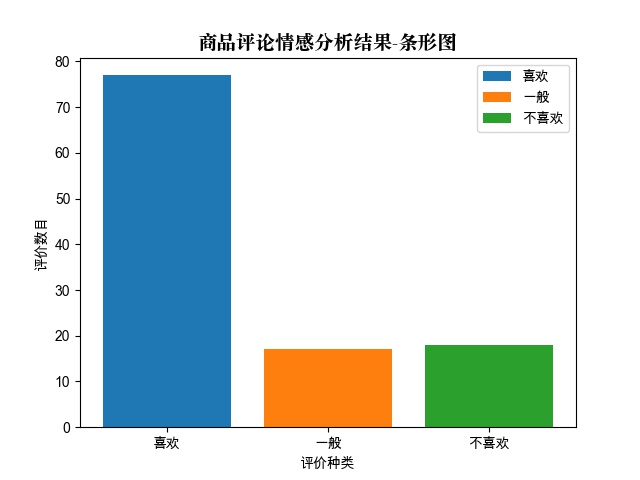 商品评论情感分析结果-条形图
喜欢
一般
不喜欢
80
70
60
50
40
30
20
10
0
评价数目
喜欢 一般 不喜欢
评价种类